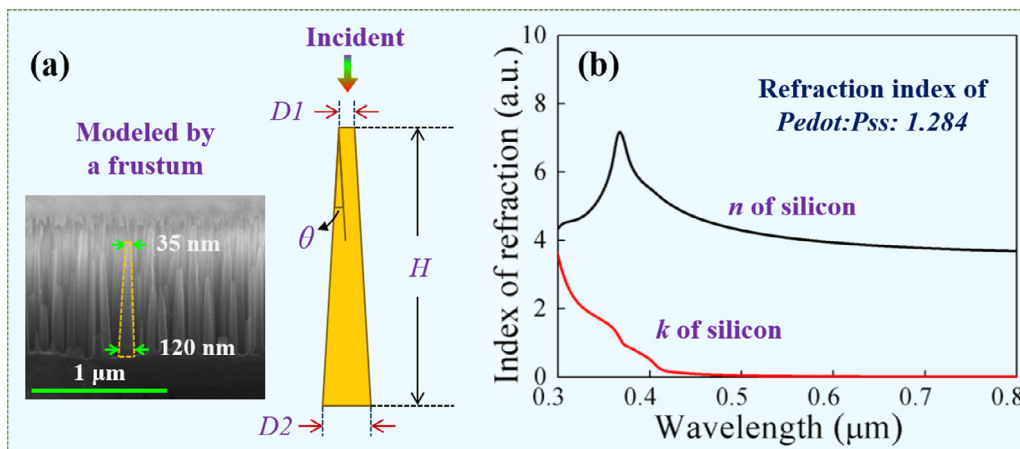 (a)
Incident
D1
Modeled by
a frustum
35 nm
θ
H
120 nm
1 μm
D2
(b)
Refraction index of
Pedot:Pss: 1.284
n of silicon
k of silicon
Index of refraction (a.u.)
10
8
6
4
2
0
0.3 0.4 0.5 0.6 0.7 0.8
Wavelength (μm)